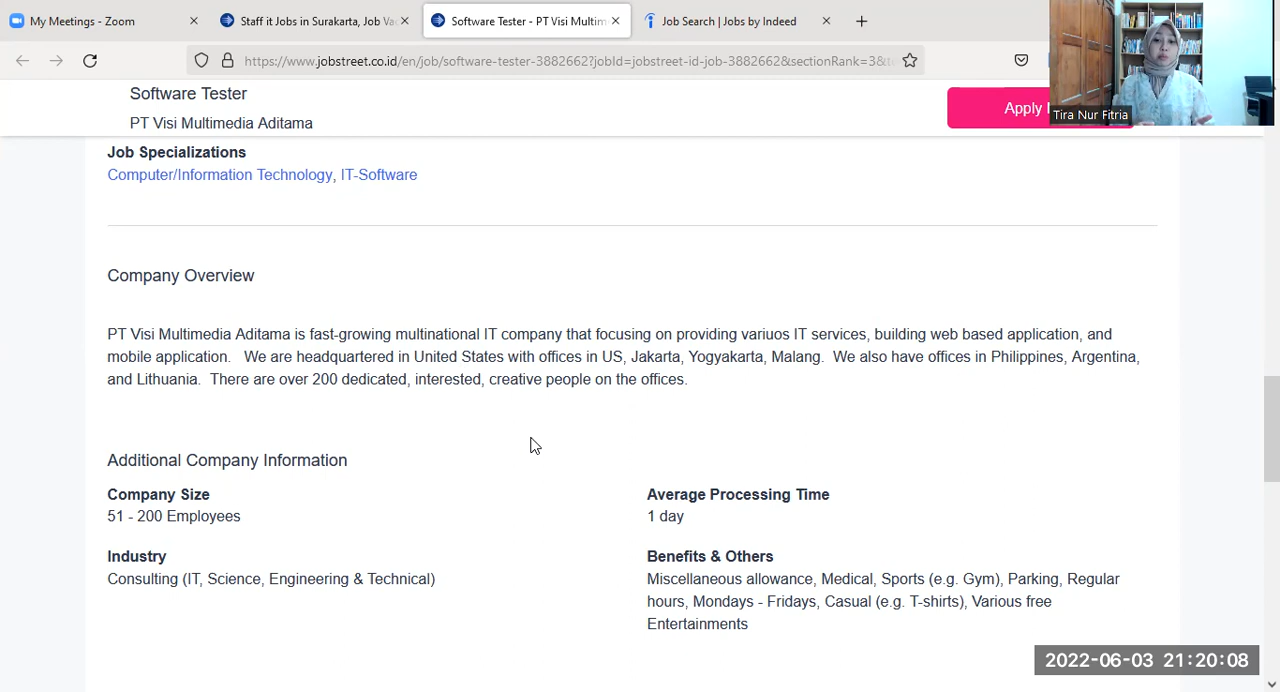 My Meetings - Zoom
Staff it Jobs in Surakarta, Job Va
Software Tester - PT Visi Multim
Job Search | Jobs by Indeed
https://www.jobstreet.co.id/en/job/software-tester-3882662?jobId=jobstreet-id-job-3882662&sectionRank=3&t
Software Tester
PT Visi Multimedia Aditama
Apply
Tira Nur Fitria
Job Specializations
Computer/Information Technology, IT-Software
Company Overview
PT Visi Multimedia Aditama is fast-growing multinational IT company that focusing on providing variuos IT services, building web based application, and
mobile application. We are headquartered in United States with offices in US, Jakarta, Yogyakarta, Malang. We also have offices in Philippines, Argentina,
and Lithuania. There are over 200 dedicated, interested, creative people on the offices.
Additional Company Information
Company Size
51 - 200 Employees
Average Processing Time
1 day
Industry
Consulting (IT, Science, Engineering & Technical)
Benefits & Others
Miscellaneous allowance, Medical, Sports (e.g. Gym), Parking, Regular
hours, Mondays - Fridays, Casual (e.g. T-shirts), Various free
Entertainments
2022-06-03 21:20:08